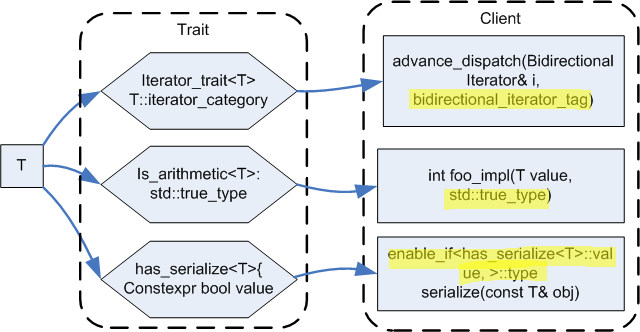 Trait
Client
T
Iterator_trait<T>
T::iterator_category
advance_dispatch(Bidirectional
Iterator& i,
bidirectional_iterator_tag)
Is_arithmetic<T>:
std::true_type
int foo_impl(T value,
std::true_type)
has_serialize<T>{
Constexpr bool value
enable_if<has_serialize<T>::val
ue, >::type
serialize(const T& obj)